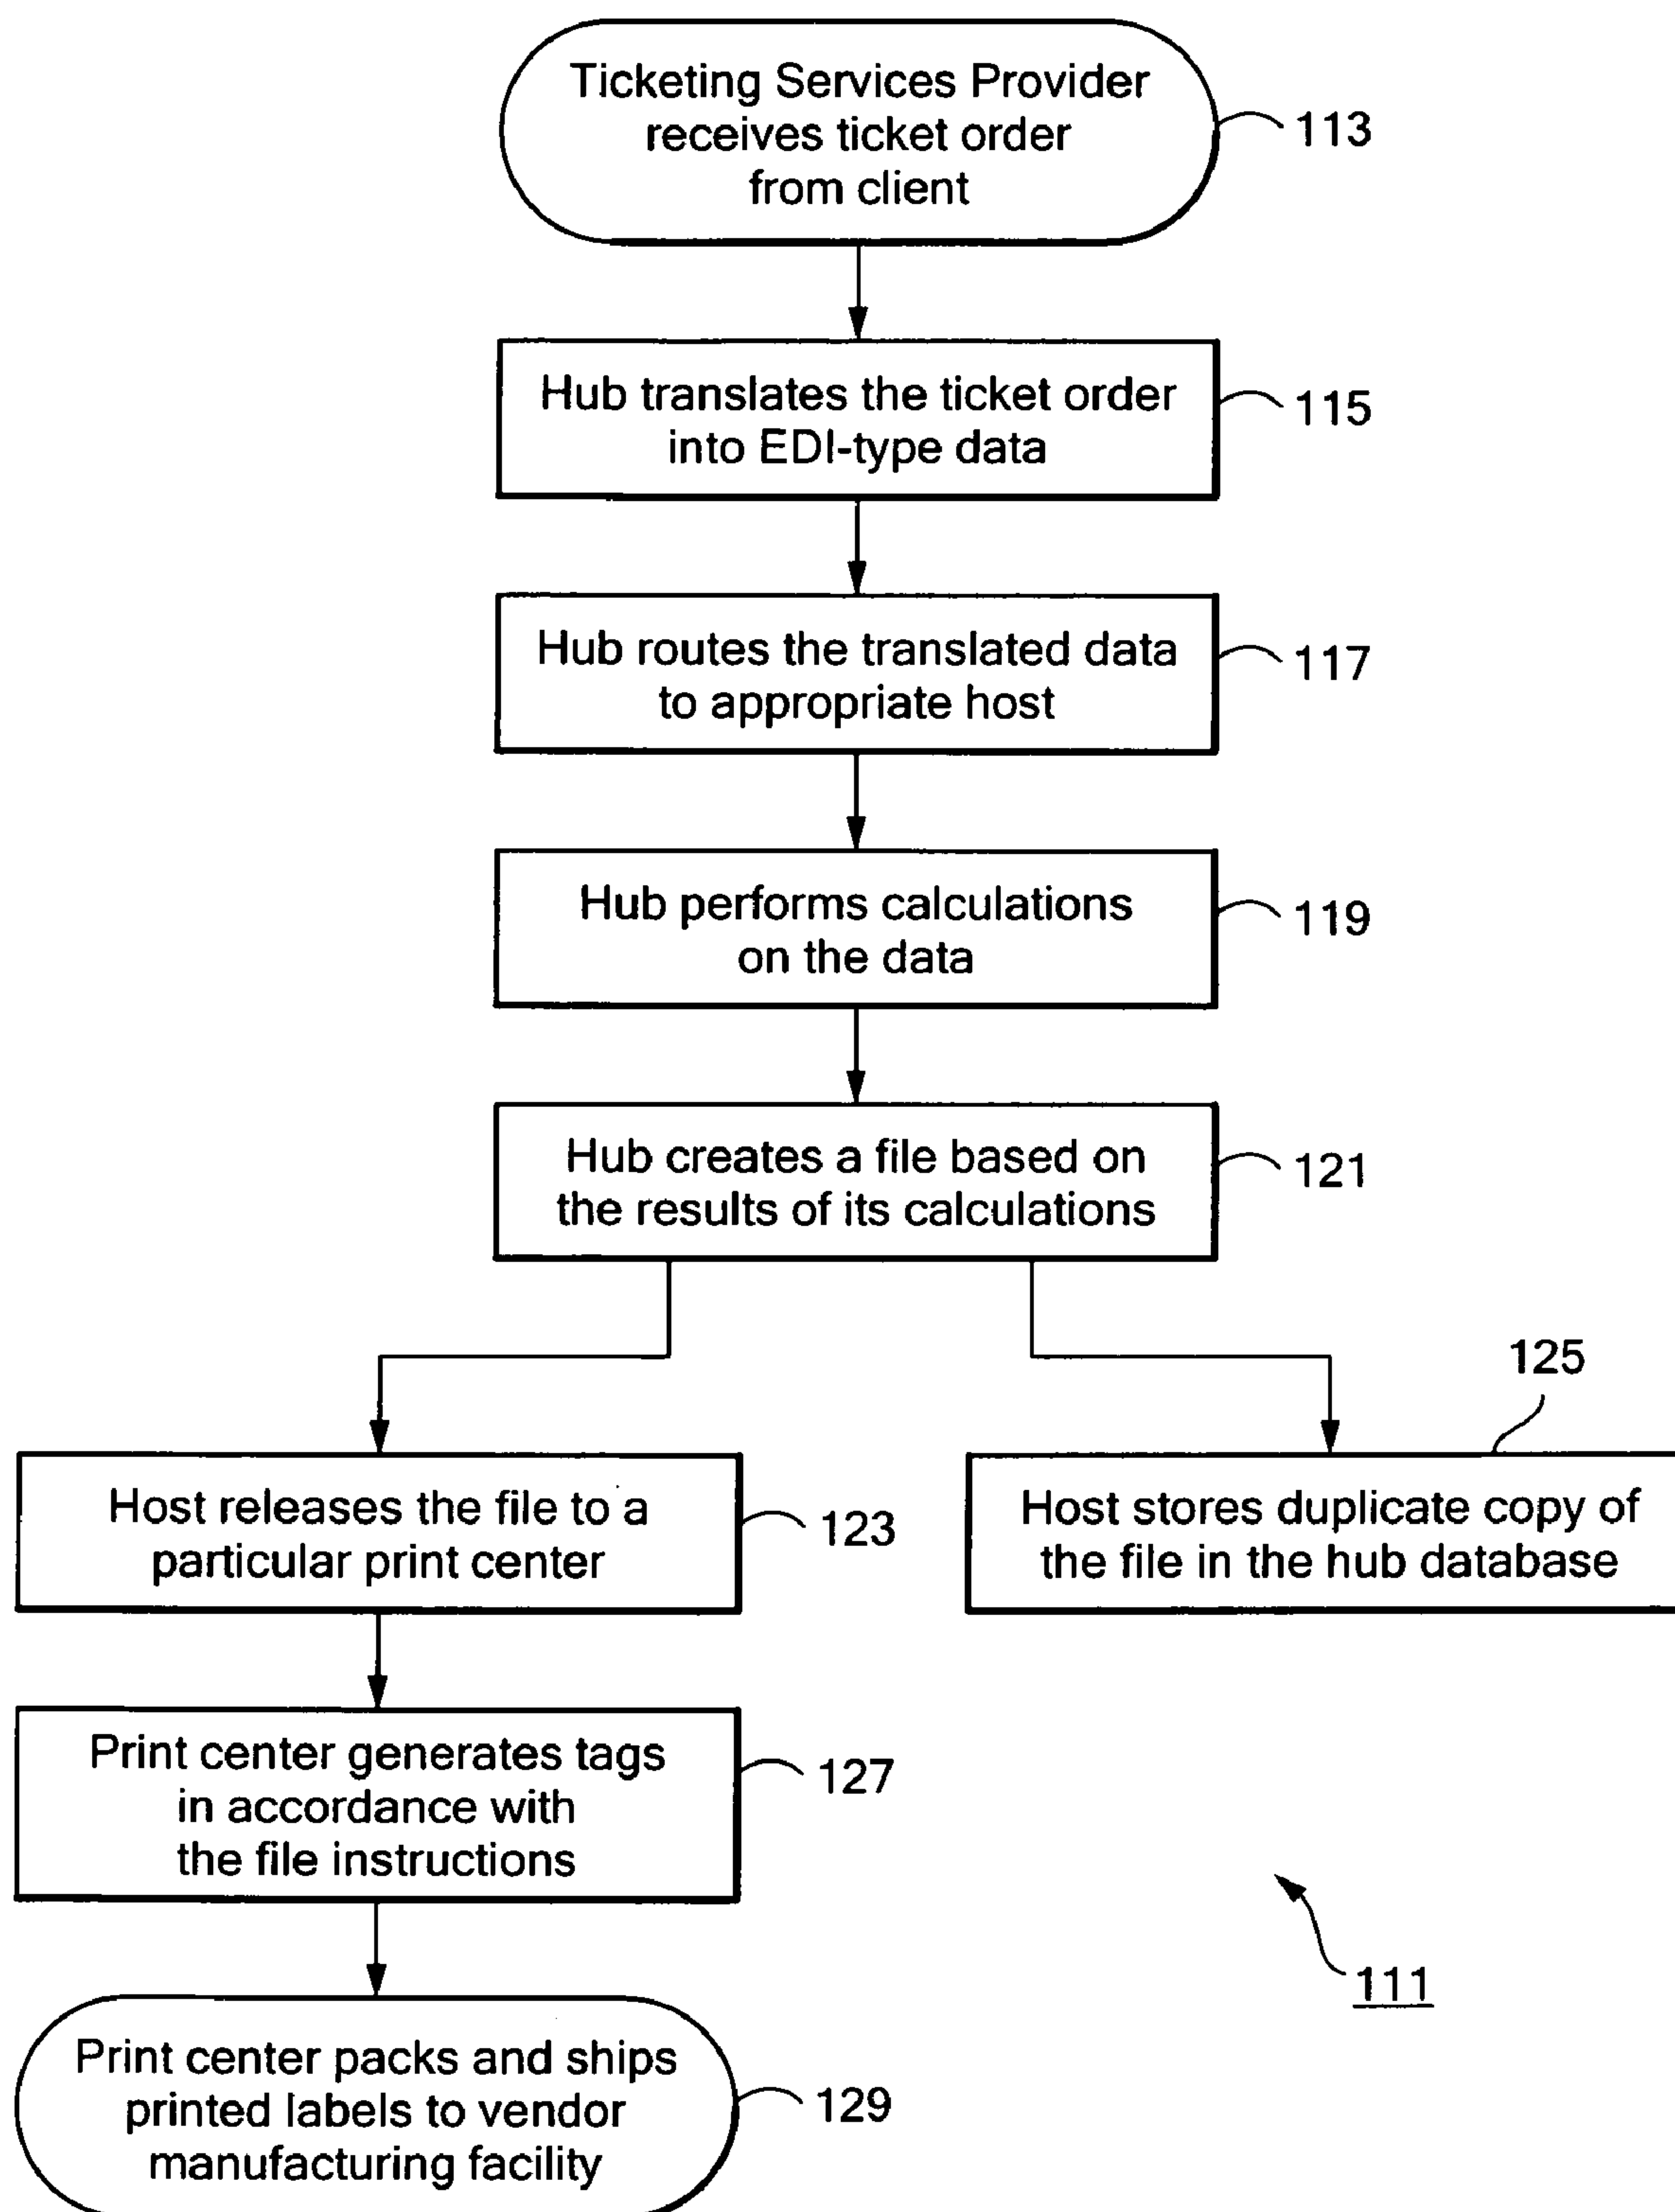 Ticketing Services Provider
receives ticket order
from client
113
Hub translates the ticket order
into EDI-type data
115
Hub routes the translated data
to appropriate host
117
Hub performs calculations
on the data
119
Hub creates a file based on
the results of its calculations
121
125
Host releases the file to a
particular print center
123
Host stores duplicate copy of
the file in the hub database
Print center generates tags
in accordance with
the file instructions
127
111
Print center packs and ships
printed labels to vendor
manufacturing facility
129